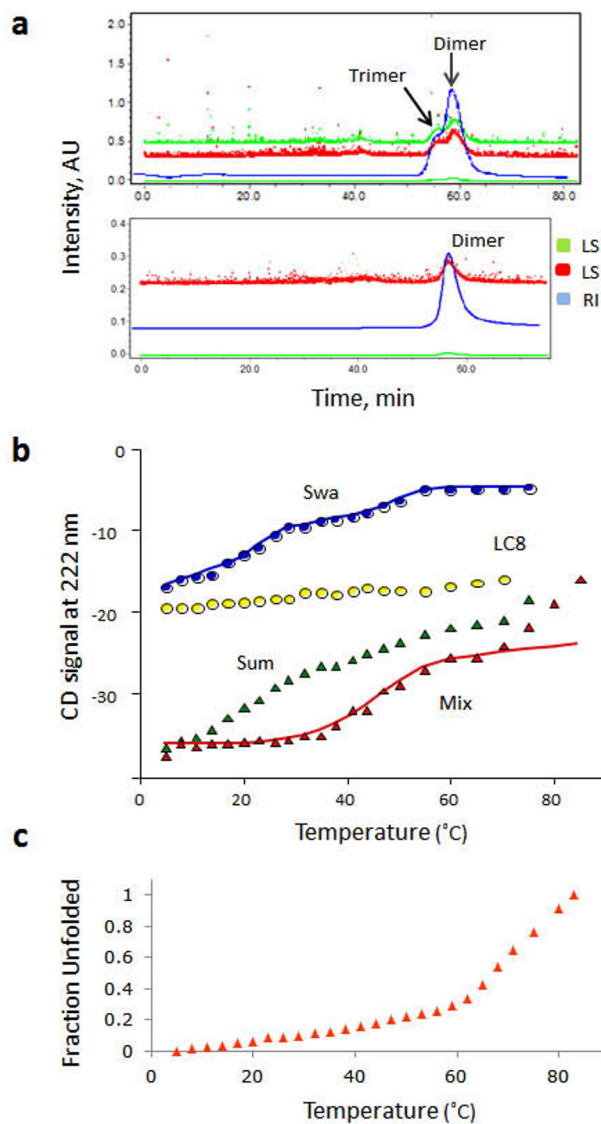 a
2.0
1.5
1.0
0.5
0.0
Trimer
Dimer
0.0
20.0
40.0
60.0
80.0
Intensity, AU
0.4
0.3
0.2
0.1
0.0
Dimer
0.0
20.0
40.0
60.0
LS
LS
RI
Time, min
b
0
-10
-20
-30
CD signal at 222 nm
Swa
LC8
Sum
Mix
0
20
40
60
80
Temperature (°C)
c
1
0.8
0.6
0.4
0.2
0
Fraction Unfolded
0
20
40
60
80
Temperature (°C)